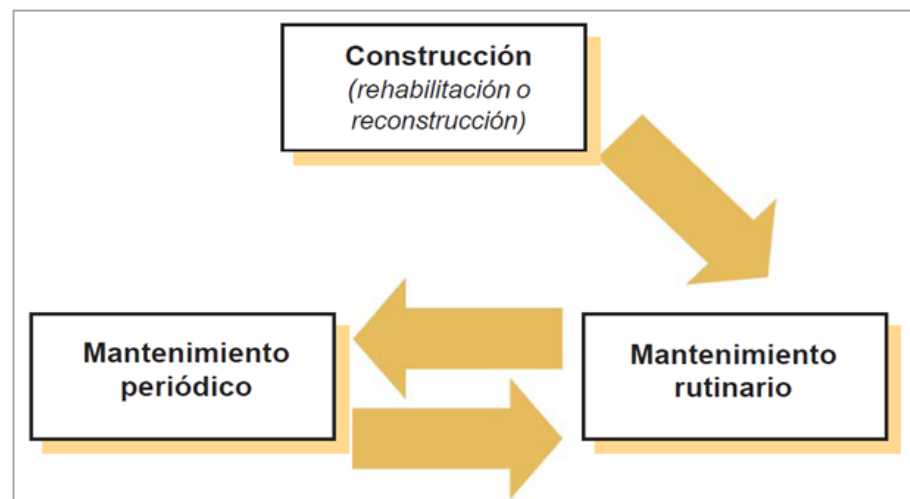 Construcción
(rehabilitación o
reconstrucción)
Mantenimiento
periódico
Mantenimiento
rutinario